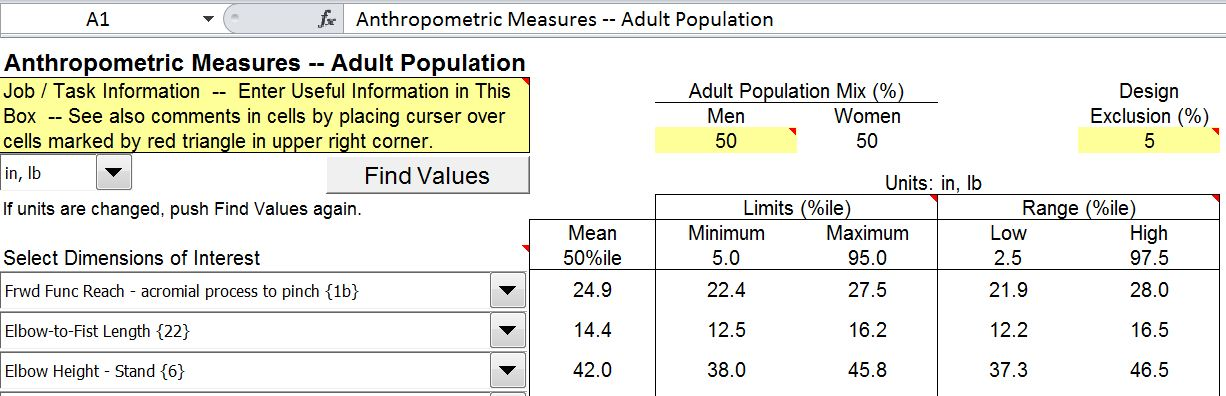 A1 fx Anthropometric Measures -- Adult Population
Anthropometric Measures -- Adult Population
Job / Task Information -- Enter Useful Information in This
Box -- See also comments in cells by placing curser over
cells marked by red triangle in upper right corner.
Adult Population Mix (%) Design
Men Women Exclusion (%)
50 50 5
in, lb Find Values Units: in, lb
If units are changed, push Find Values again. Limits (%ile) Range (%ile)
Mean Minimum Maximum Low High
Select Dimensions of Interest 50%ile 5.0 95.0 2.5 97.5
Frwd Func Reach - acromial process to pinch {1b} 24.9 22.4 27.5 21.9 28.0
Elbow-to-Fist Length {22} 14.4 12.5 16.2 12.2 16.5
Elbow Height - Stand {6} 42.0 38.0 45.8 37.3 46.5